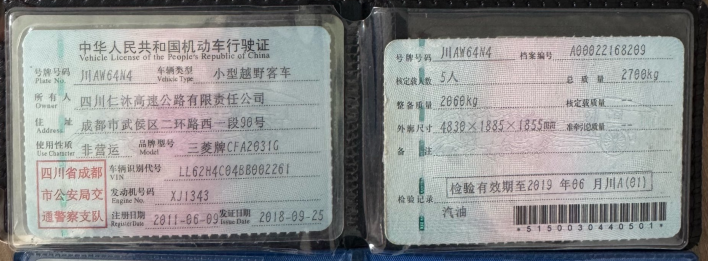 中华人民共和国机动车行驶证
Vehicle License of the People's Republic of China
号牌号码 川AW64N4 车辆类型 小型越野客车
Plate No. Vehicle Type
所有人 四川仁沐高速公路有限责任公司
Owner
住址 成都市武侯区二环路西一段90号
Address
使用性质 非营运 品牌型号 三菱牌CFA2031G
Use Character Model
四川省成都
市公安局交
通警察支队
车辆识别代号 LL62H4C04BB002261
VIN
发动机号码 XJ1343
Engine No.
注册日期 2011-06-09 发证日期 2018-09-25
Register Date Issue Date
号牌号码 川AW64N4 档案编号 A00022168209
核定载人数 5人 总质量 2700kg
整备质量 2060kg 核定载质量 --
外廓尺寸 4830×1885×1855mm 准牵引总质量 --
备注
检验有效期至2019年06月川A(01)
检验记录
汽油
*5150030440501*